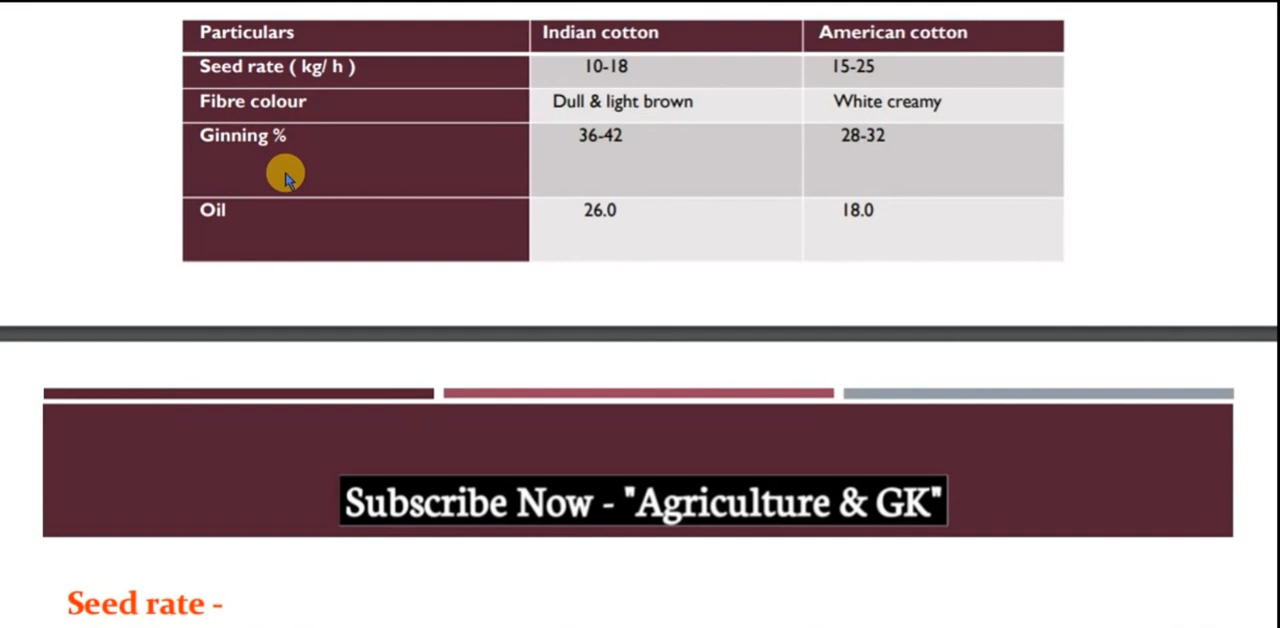 Particulars Indian cotton American cotton
Seed rate ( kg/ h ) 10-18 15-25
Fibre colour Dull & light brown White creamy
Ginning % 36-42 28-32
Oil 26.0 18.0
Subscribe Now - "Agriculture & GK"
Seed rate -